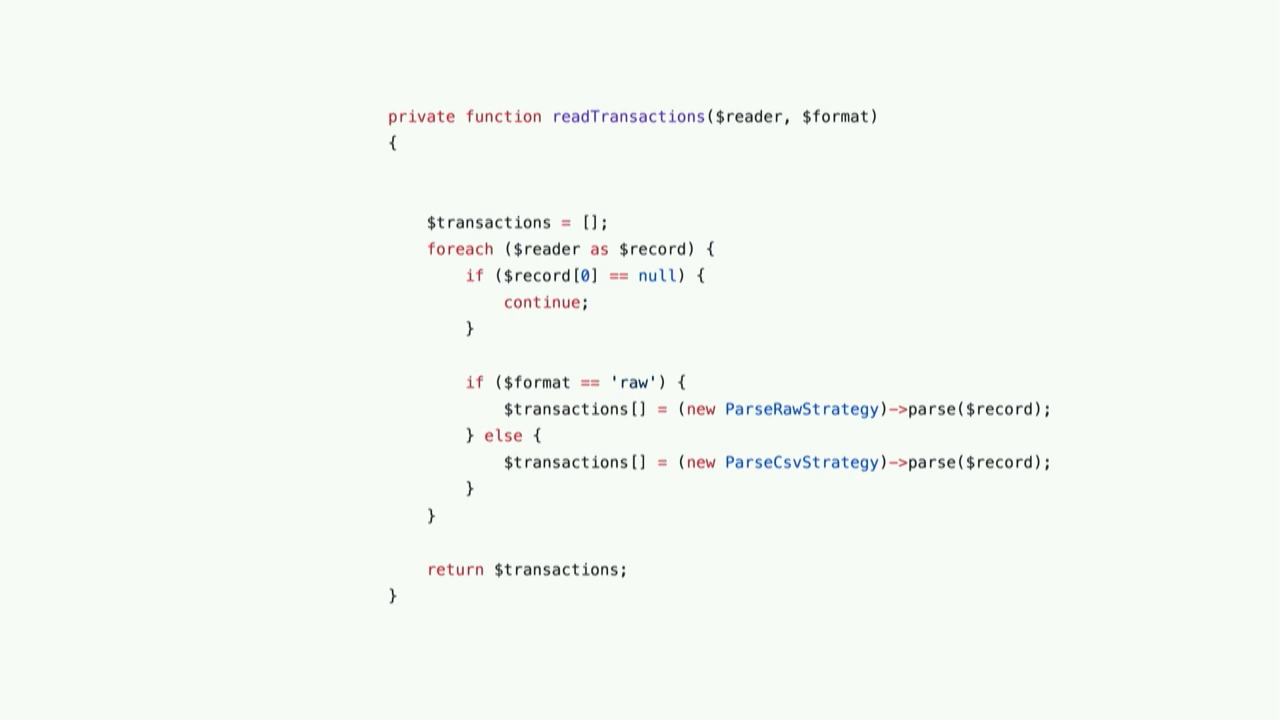 private function readTransactions($reader, $format)
{
    $transactions = [];
    foreach ($reader as $record) {
        if ($record[0] == null) {
            continue;
        }
        if ($format == 'raw') {
            $transactions[] = (new ParseRawStrategy)->parse($record);
        } else {
            $transactions[] = (new ParseCsvStrategy)->parse($record);
        }
    }
    return $transactions;
}